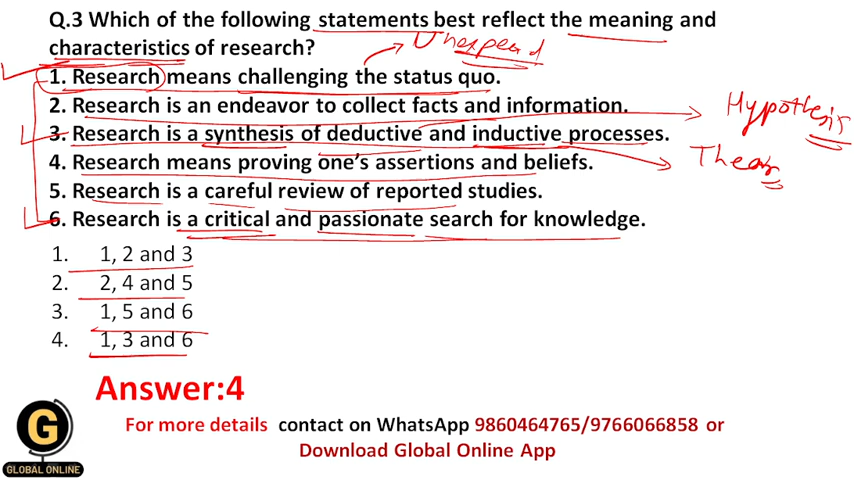 Q.3 Which of the following statements best reflect the meaning and
characteristics of research?
Unexpead
1. Research means challenging the status quo.
2. Research is an endeavor to collect facts and information.
Hypothesis
3. Research is a synthesis of deductive and inductive processes.
4. Research means proving one's assertions and beliefs.
5. Research is a careful review of reported studies.
6. Research is a critical and passionate search for knowledge.
1. 1, 2 and 3
2. 2, 4 and 5
3. 1, 5 and 6
4. 1, 3 and 6
Answer:4
For more details contact on WhatsApp 9860464765/9766066858 or
Download Global Online App
G
GLOBAL ONLINE